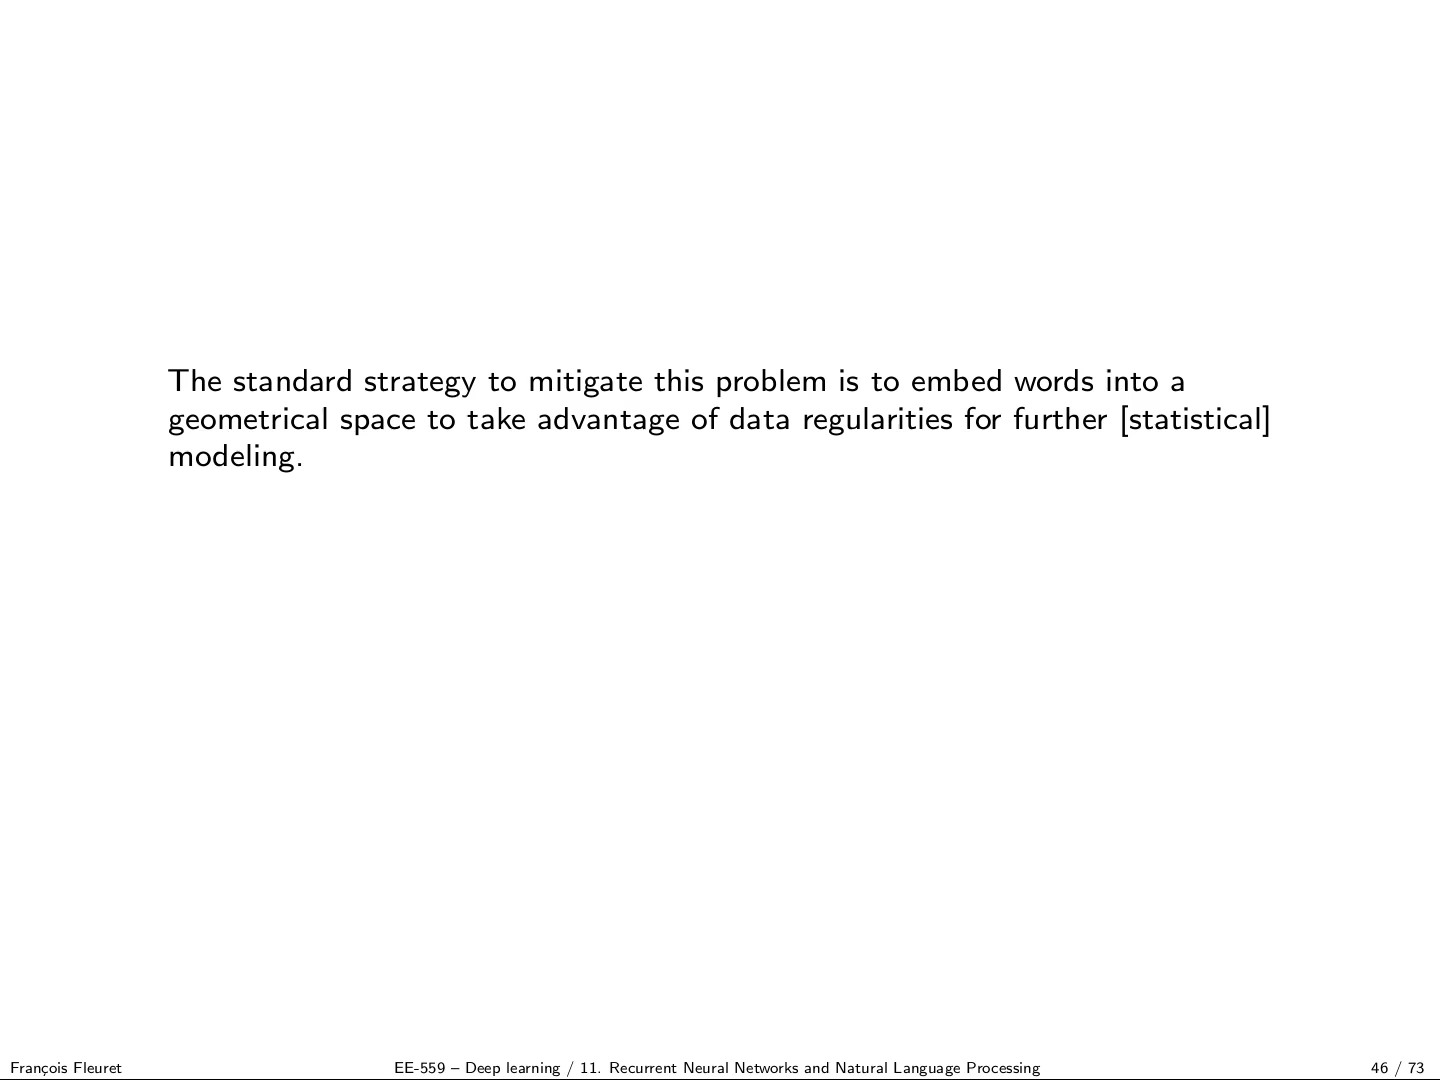 The standard strategy to mitigate this problem is to embed words into a
geometrical space to take advantage of data regularities for further [statistical]
modeling.
François Fleuret
EE-559 – Deep learning / 11. Recurrent Neural Networks and Natural Language Processing
46 / 73